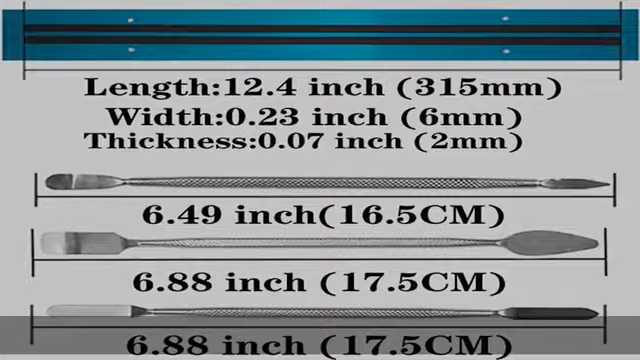 Length:12.4 inch (315mm)
Width:0.23 inch (6mm)
Thickness:0.07 inch (2mm)
6.49 inch(16.5CM)
6.88 inch (17.5CM)
6.88 inch (17.5CM)